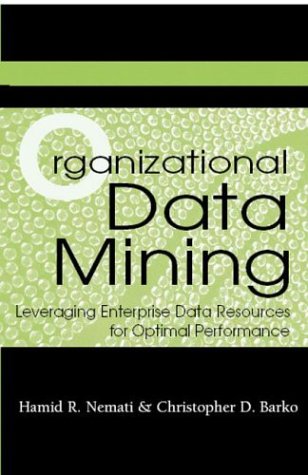 Organizational
Data
Mining
Leveraging Enterprise Data Resources
for Optimal Performance
Hamid R. Nemati & Christopher D. Barko